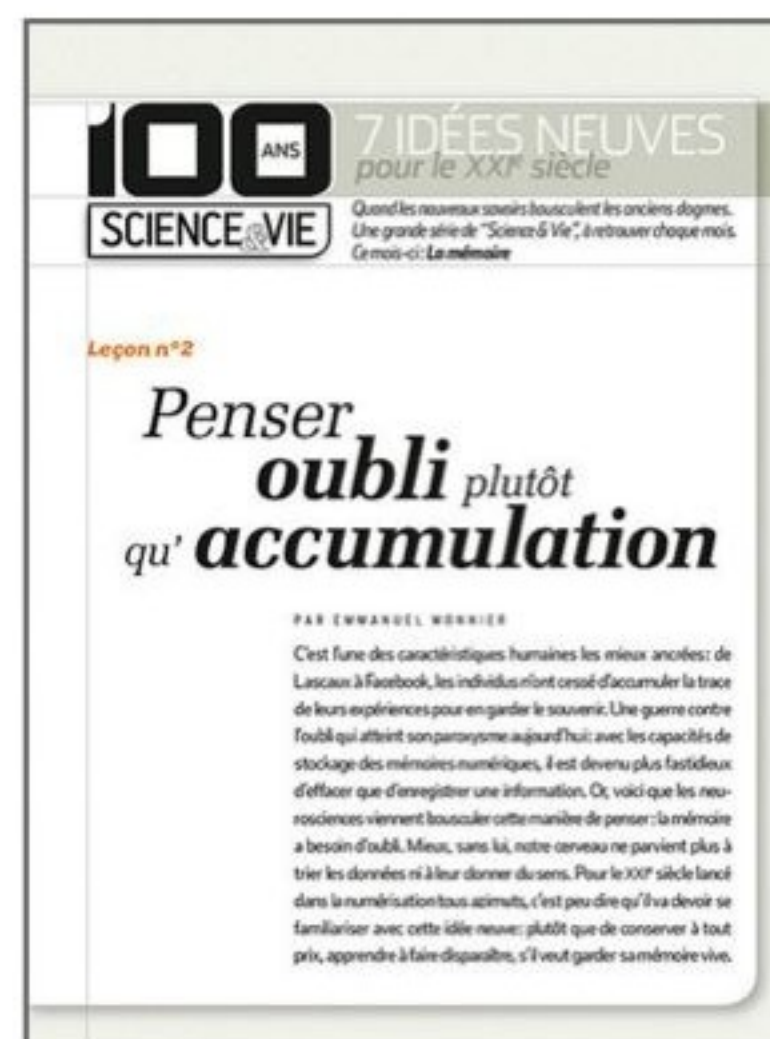 100 ANS
7 IDÉES NEUVES
pour le XXIe siècle
SCIENCE & VIE
Quand les nouveaux savoirs bousculent les anciens dogmes.
Une grande série de "Science & Vie", à retrouver chaque mois.
Ce mois-ci : La mémoire
Leçon n°2
Penser
oubli plutôt
qu' accumulation
PAR EMMANUEL MONNIER
C'est l'une des caractéristiques humaines les mieux ancrées : de
Lascaux à Facebook, les individus n'ont cessé d'accumuler la trace
de leurs expériences pour en garder le souvenir. Une guerre contre
l'oubli qui atteint son paroxysme aujourd'hui : avec les capacités de
stockage des mémoires numériques, il est devenu plus fastidieux
d'effacer que d'enregistrer une information. Or, voici que les neu-
rosciences viennent bousculer cette manière de penser : la mémoire
a besoin d'oubli. Mieux, sans lui, notre cerveau ne parvient plus à
trier les données ni à leur donner du sens. Pour le XXIe siècle lancé
dans la numérisation tous azimuts, c'est peu dire qu'il va devoir se
familiariser avec cette idée neuve : plutôt que de conserver à tout
prix, apprendre à faire disparaître, s'il veut garder sa mémoire vive.